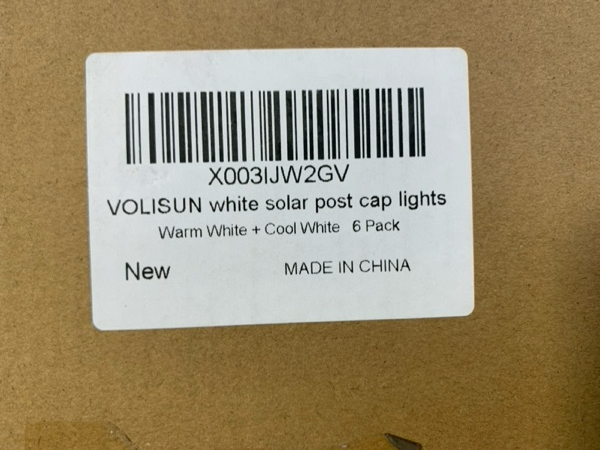 X003IJW2GV
VOLISUN white solar post cap lights
Warm White + Cool White 6 Pack
New MADE IN CHINA